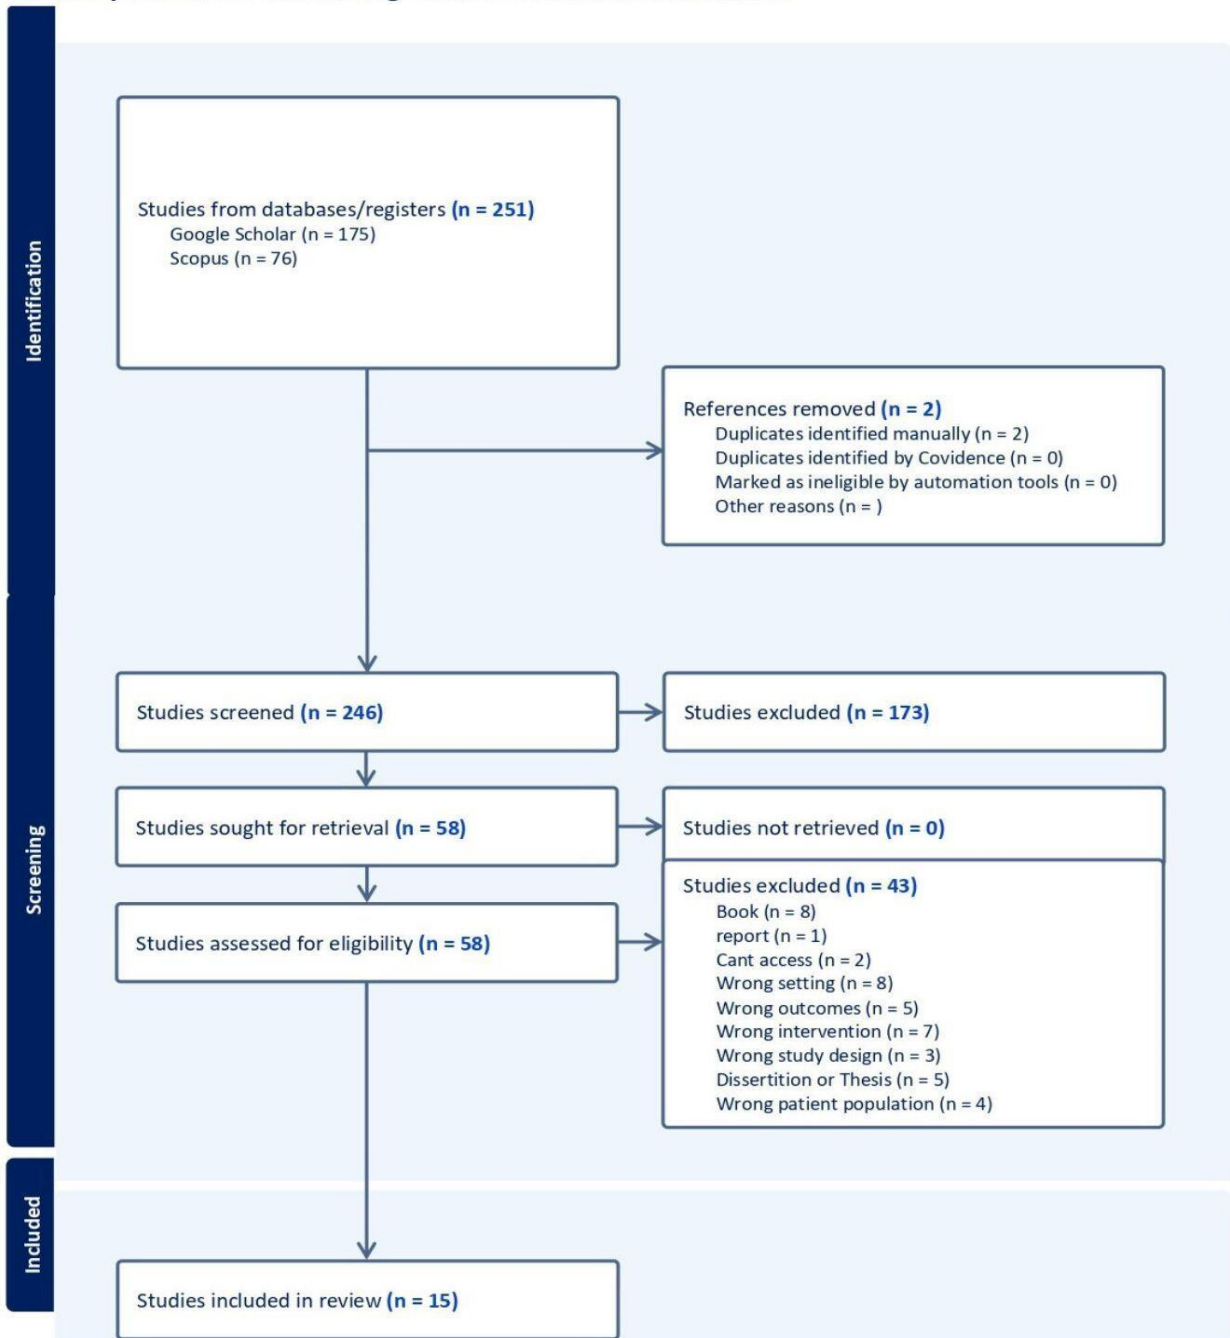 Identification
Studies from databases/registers (n = 251)
Google Scholar (n = 175)
Scopus (n = 76)
References removed (n = 2)
Duplicates identified manually (n = 2)
Duplicates identified by Covidence (n = 0)
Marked as ineligible by automation tools (n = 0)
Other reasons (n = )
Screening
Studies screened (n = 246)
Studies excluded (n = 173)
Studies sought for retrieval (n = 58)
Studies not retrieved (n = 0)
Studies assessed for eligibility (n = 58)
Studies excluded (n = 43)
Book (n = 8)
report (n = 1)
Cant access (n = 2)
Wrong setting (n = 8)
Wrong outcomes (n = 5)
Wrong intervention (n = 7)
Wrong study design (n = 3)
Dissertition or Thesis (n = 5)
Wrong patient population (n = 4)
Included
Studies included in review (n = 15)